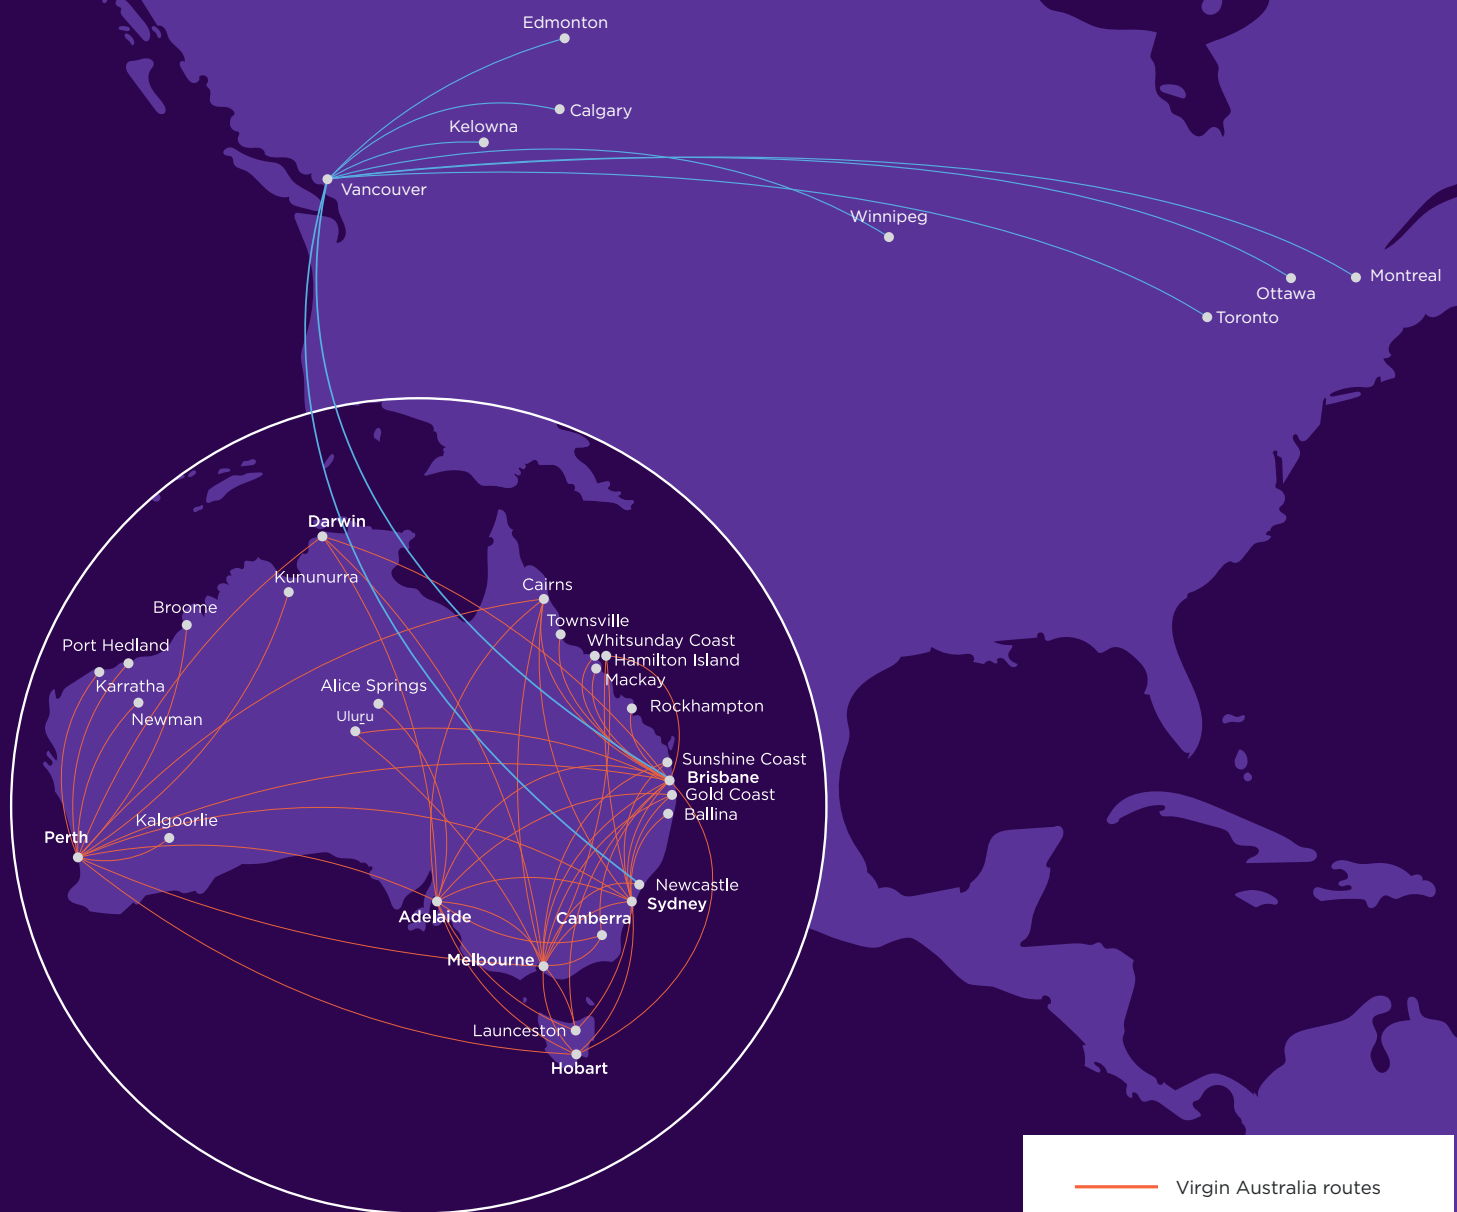 Edmonton
Calgary
Kelowna
Vancouver
Winnipeg
Montreal
Ottawa
Toronto
Darwin
Kununurra
Cairns
Broome
Townsville
Port Hedland
Whitsunday Coast
Hamilton Island
Karratha
Alice Springs
Mackay
Newman
Uluru
Rockhampton
Sunshine Coast
Brisbane
Gold Coast
Kalgoorlie
Ballina
Perth
Newcastle
Sydney
Adelaide
Canberra
Melbourne
Launceston
Hobart
Virgin Australia routes